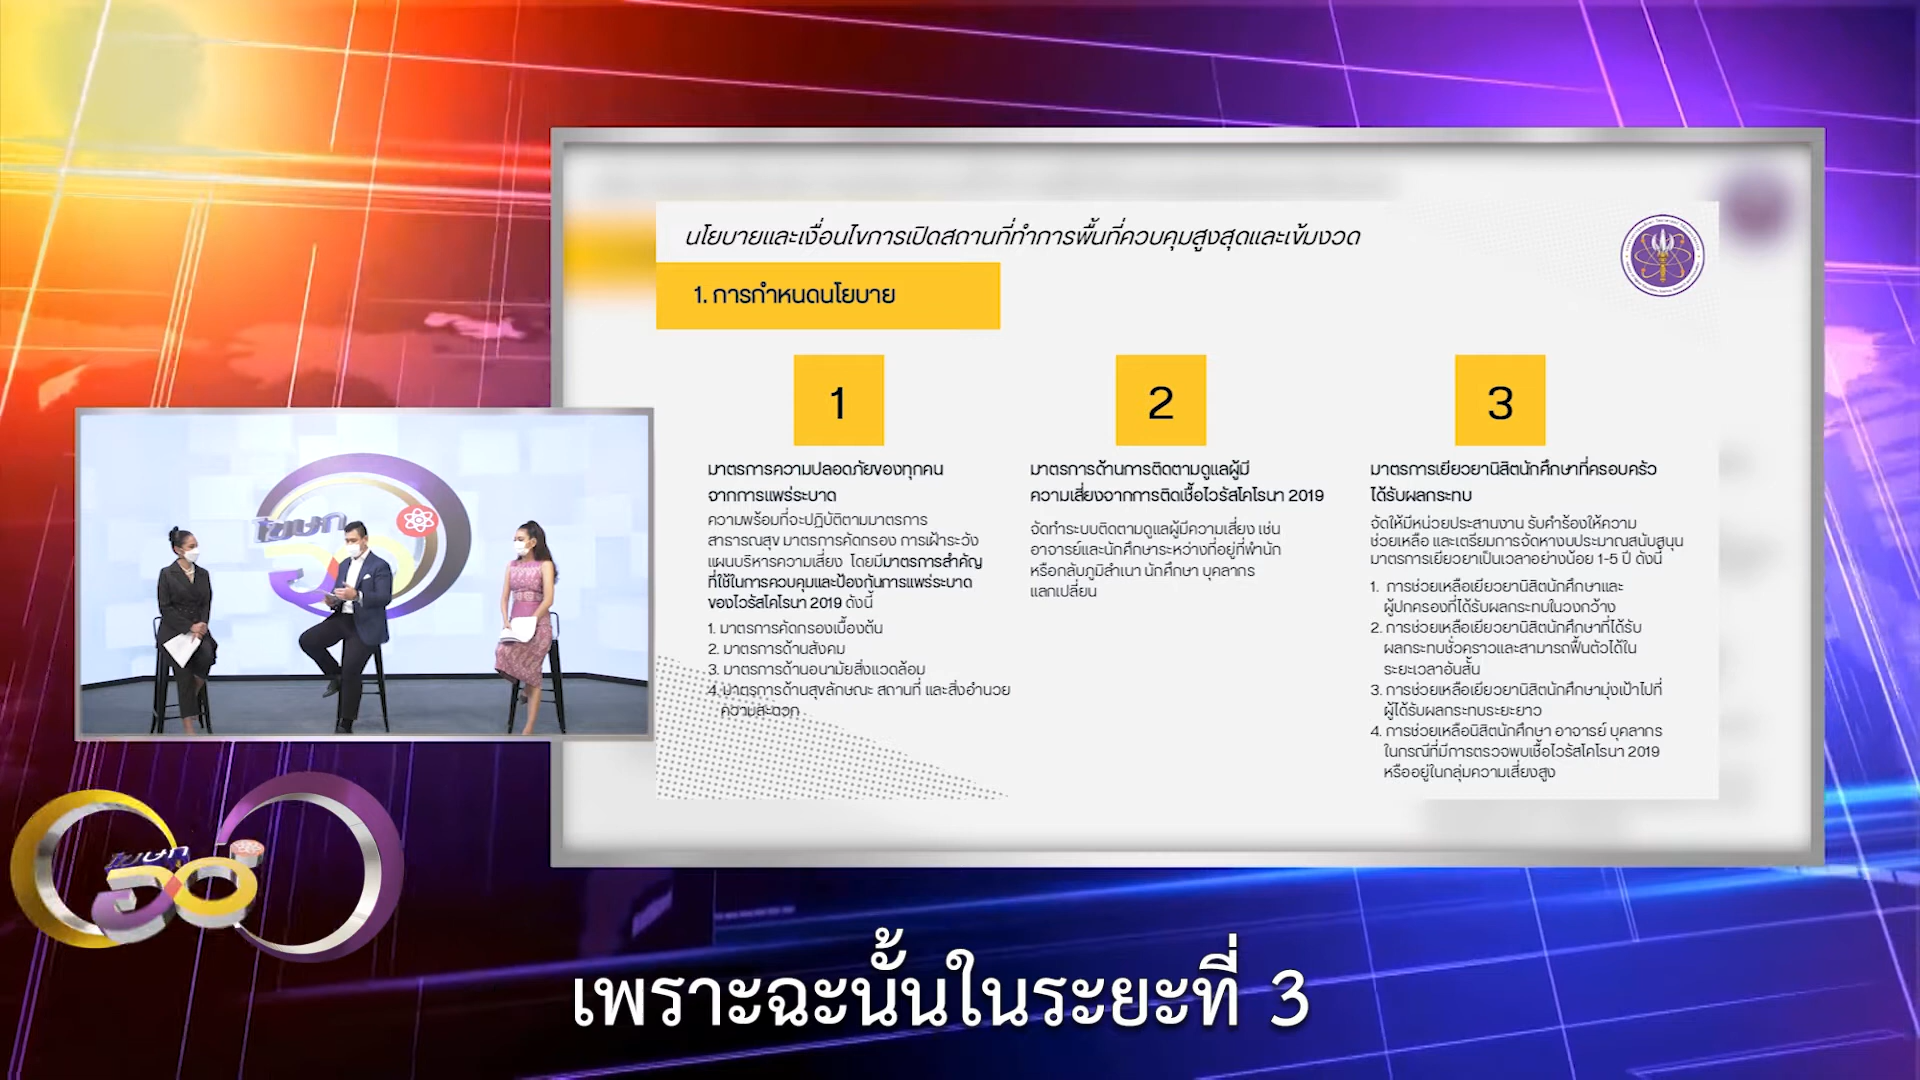 นโยบายและเงื่อนไขการเปิดสถานที่ทำการพื้นที่ควบคุมสูงสุดและเข้มงวด
1. การกำหนดนโยบาย
1
มาตรการความปลอดภัยของทุกคน
จากการแพร่ระบาด
ความพร้อมที่จะปฏิบัติตามมาตรการ
สาธารณสุข มาตรการคัดกรอง การเฝ้าระวัง
แผนบริหารความเสี่ยง โดยมีมาตรการสำคัญ
ที่ใช้ในการควบคุมและป้องกันการแพร่ระบาด
ของไวรัสโคโรนา 2019 ดังนี้
1. มาตรการคัดกรองเบื้องต้น
2. มาตรการด้านสังคม
3. มาตรการด้านอนามัยสิ่งแวดล้อม
4. มาตรการด้านสุขลักษณะ สถานที่ และสิ่งอำนวย
ความสะดวก
2
มาตรการด้านการติดตามดูแลผู้มี
ความเสี่ยงจากการติดเชื้อไวรัสโคโรนา 2019
จัดทำระบบติดตามดูแลผู้มีความเสี่ยง เช่น
อาจารย์และนักศึกษาระหว่างที่อยู่ที่พำนัก
หรือกลับภูมิลำเนา นักศึกษา บุคลากร
แลกเปลี่ยน
3
มาตรการเยียวยานิสิตนักศึกษาที่ครอบครัว
ได้รับผลกระทบ
จัดให้มีหน่วยประสานงาน รับคำร้องให้ความ
ช่วยเหลือ และเตรียมการจัดหางบประมาณสนับสนุน
มาตรการเยียวยาเป็นเวลาอย่างน้อย 1-5 ปี ดังนี้
1. การช่วยเหลือเยียวยานิสิตนักศึกษาและ
ผู้ปกครองที่ได้รับผลกระทบในวงกว้าง
2. การช่วยเหลือเยียวยานิสิตนักศึกษาที่ได้รับ
ผลกระทบชั่วคราวและสามารถฟื้นตัวได้ใน
ระยะเวลาอันสั้น
3. การช่วยเหลือเยียวยานิสิตนักศึกษามุ่งเป้าไปที่
ผู้ได้รับผลกระทบระยะยาว
4. การช่วยเหลือนิสิตนักศึกษา อาจารย์ บุคลากร
ในกรณีที่มีการตรวจพบเชื้อไวรัสโคโรนา 2019
หรืออยู่ในกลุ่มความเสี่ยงสูง
โฆษก
โฆษก
เพราะฉะนั้นในระยะที่ 3